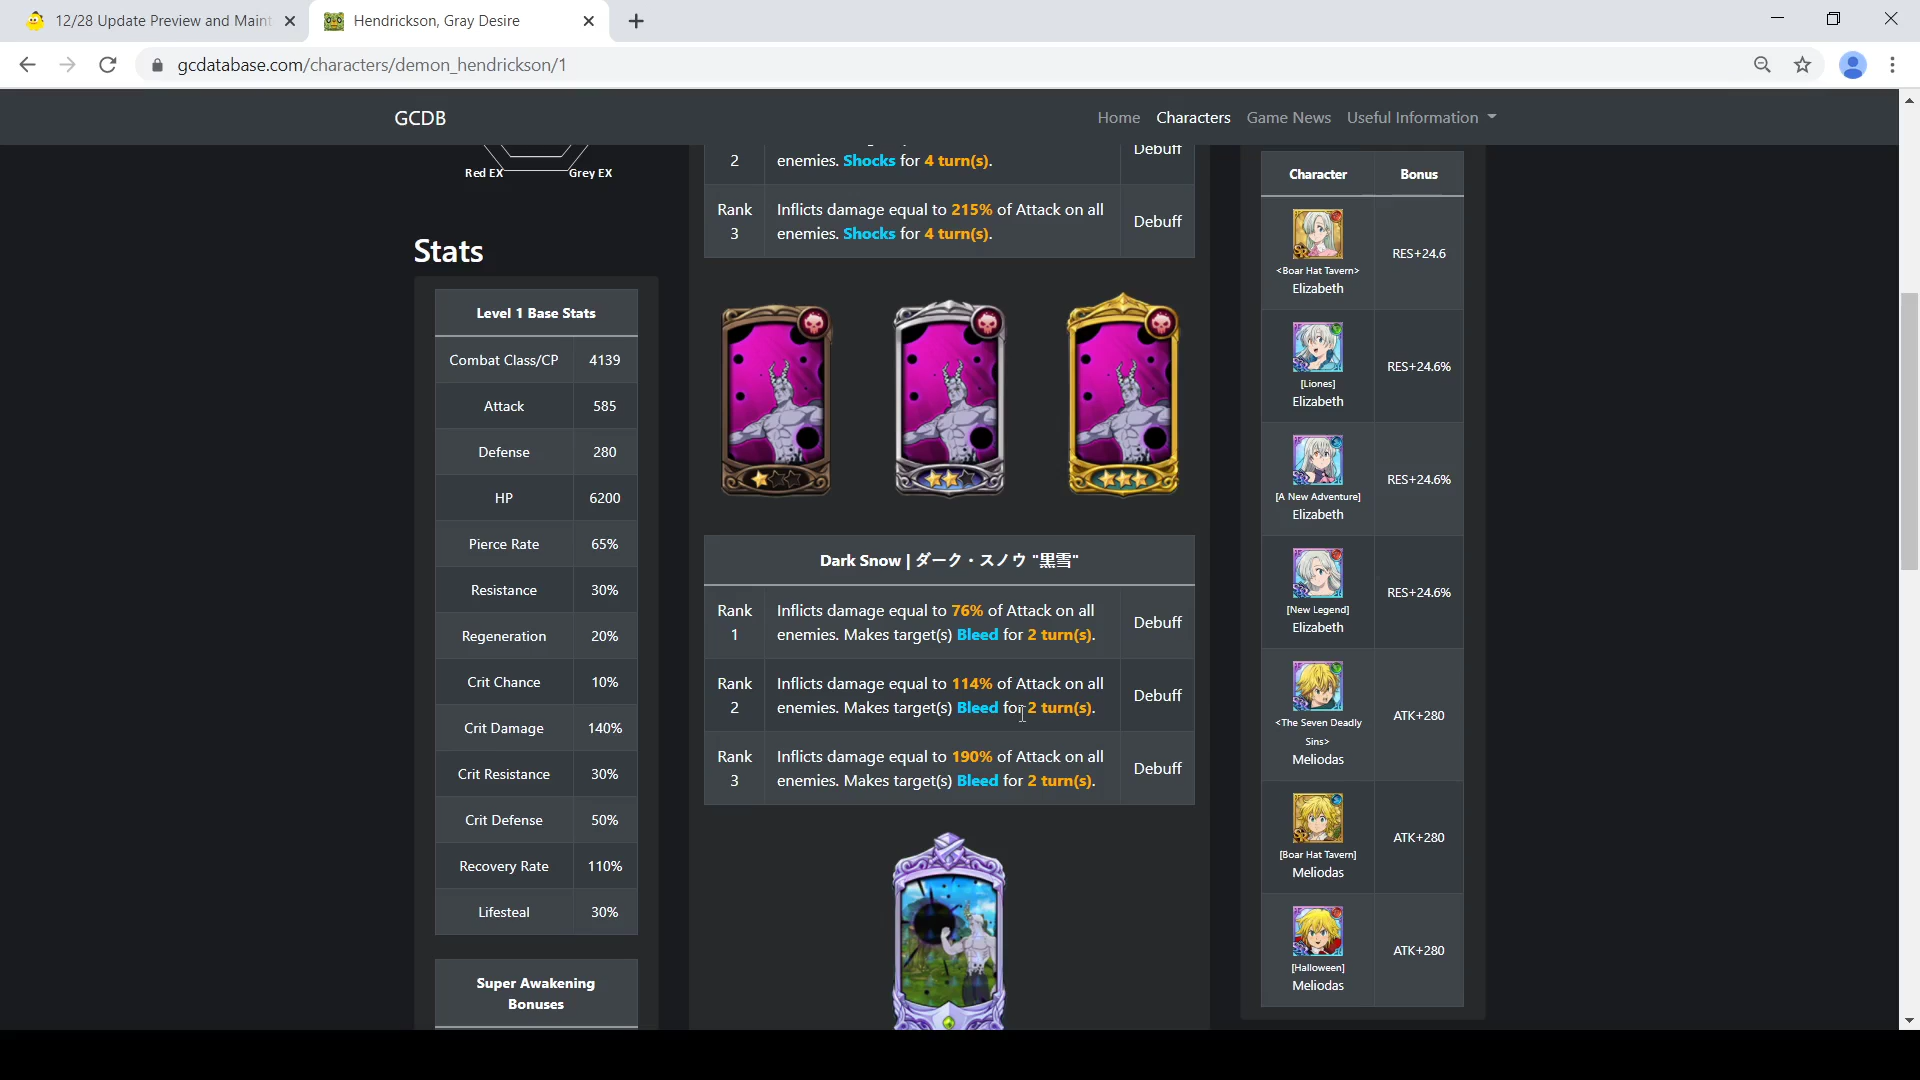 12/28 Update Preview and Maint
Hendrickson, Gray Desire
gcdatabase.com/characters/demon_hendrickson/1
GCDB
Home Characters Game News Useful Information
Red EX Grey EX
Stats
Level 1 Base Stats
Combat Class/CP 4139
Attack 585
Defense 280
HP 6200
Pierce Rate 65%
Resistance 30%
Regeneration 20%
Crit Chance 10%
Crit Damage 140%
Crit Resistance 30%
Crit Defense 50%
Recovery Rate 110%
Lifesteal 30%
Super Awakening
Bonuses
2 enemies. Shocks for 4 turn(s). Debuff
Rank
3
Inflicts damage equal to 215% of Attack on all
enemies. Shocks for 4 turn(s).
Debuff
Dark Snow | ダーク・スノウ "黒雪"
Rank
1
Inflicts damage equal to 76% of Attack on all
enemies. Makes target(s) Bleed for 2 turn(s).
Debuff
Rank
2
Inflicts damage equal to 114% of Attack on all
enemies. Makes target(s) Bleed for 2 turn(s).
Debuff
Rank
3
Inflicts damage equal to 190% of Attack on all
enemies. Makes target(s) Bleed for 2 turn(s).
Debuff
Character Bonus
SR
<Boar Hat Tavern>
Elizabeth
RES+24.6
[Liones]
Elizabeth
RES+24.6%
[A New Adventure]
Elizabeth
RES+24.6%
[New Legend]
Elizabeth
RES+24.6%
<The Seven Deadly
Sins>
Meliodas
ATK+280
SR
[Boar Hat Tavern]
Meliodas
ATK+280
[Halloween]
Meliodas
ATK+280